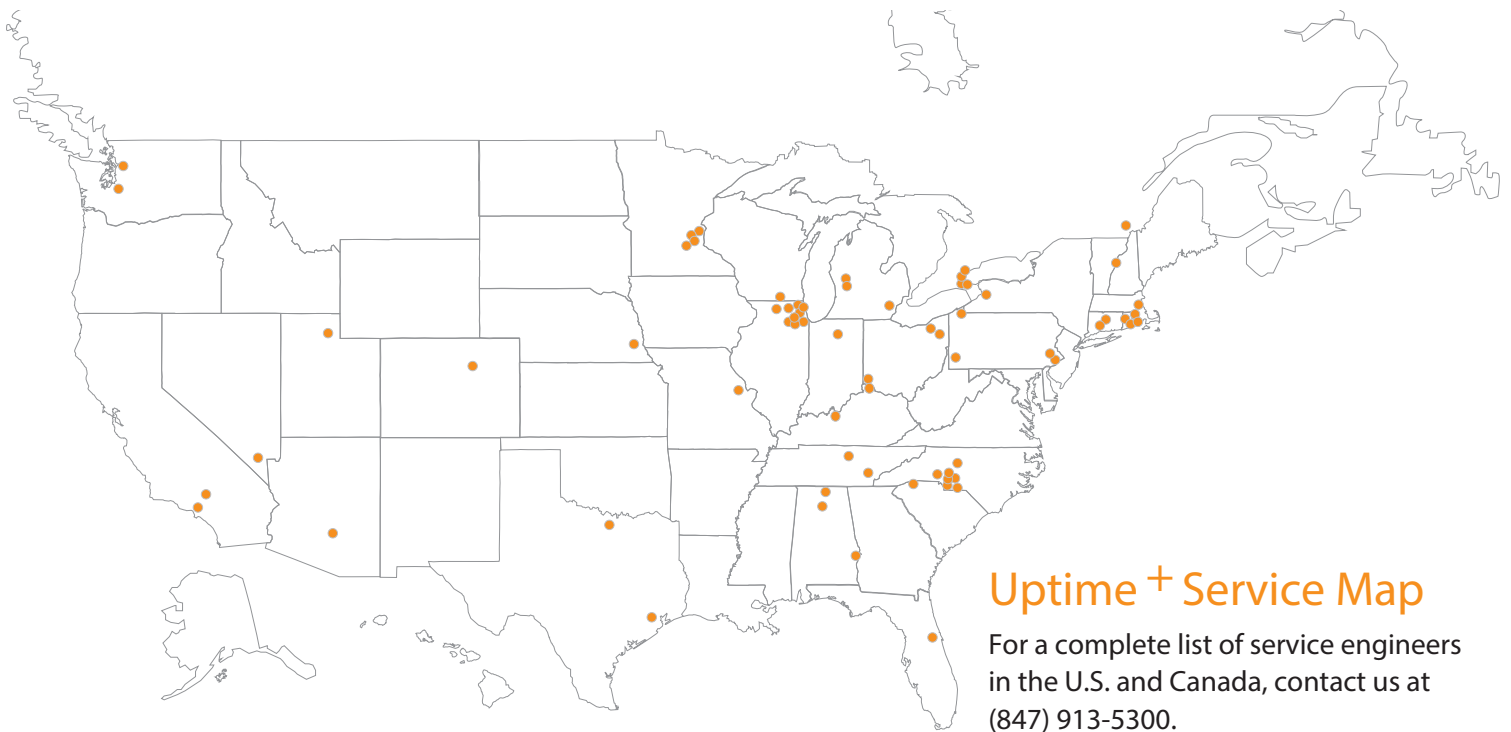 Uptime + Service Map
For a complete list of service engineers
in the U.S. and Canada, contact us at
(847) 913-5300.